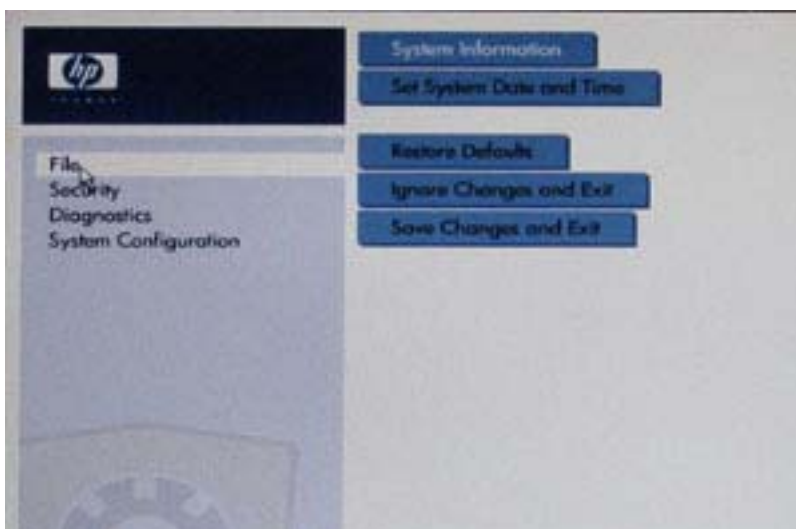 hp
File
Security
Diagnostics
System Configuration
System Information
Set System Date and Time
Restore Defaults
Ignore Changes and Exit
Save Changes and Exit